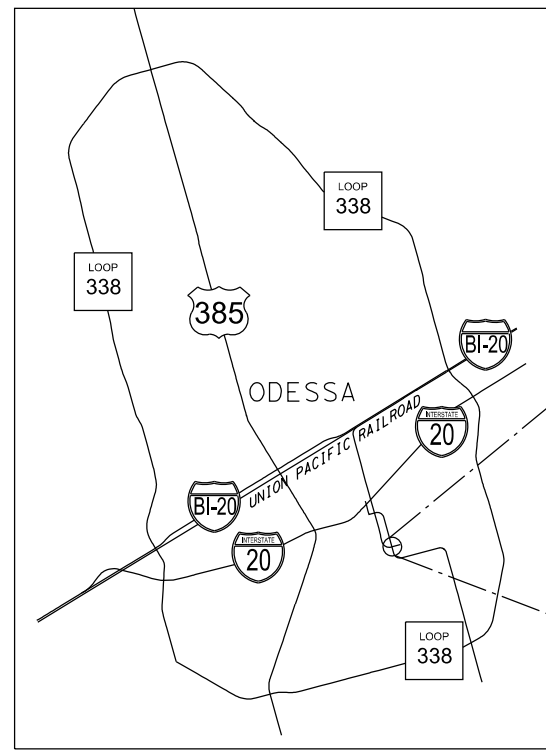 LOOP
338
LOOP
338
385
BI-20
ODESSA
INTERSTATE
20
UNION PACIFIC RAILROAD
BI-20
INTERSTATE
20
LOOP
338